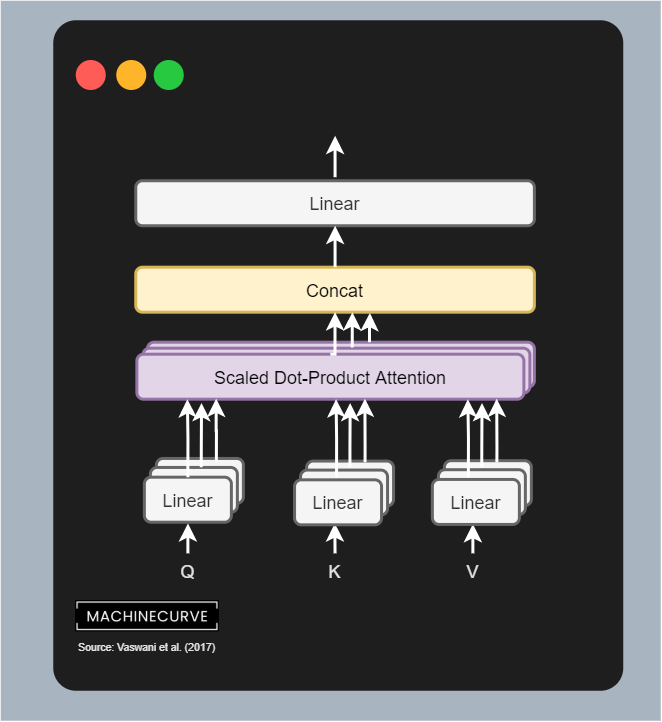 Linear
Concat
Scaled Dot-Product Attention
Linear Linear Linear
Q K V
MACHINECURVE
Source: Vaswani et al. (2017)